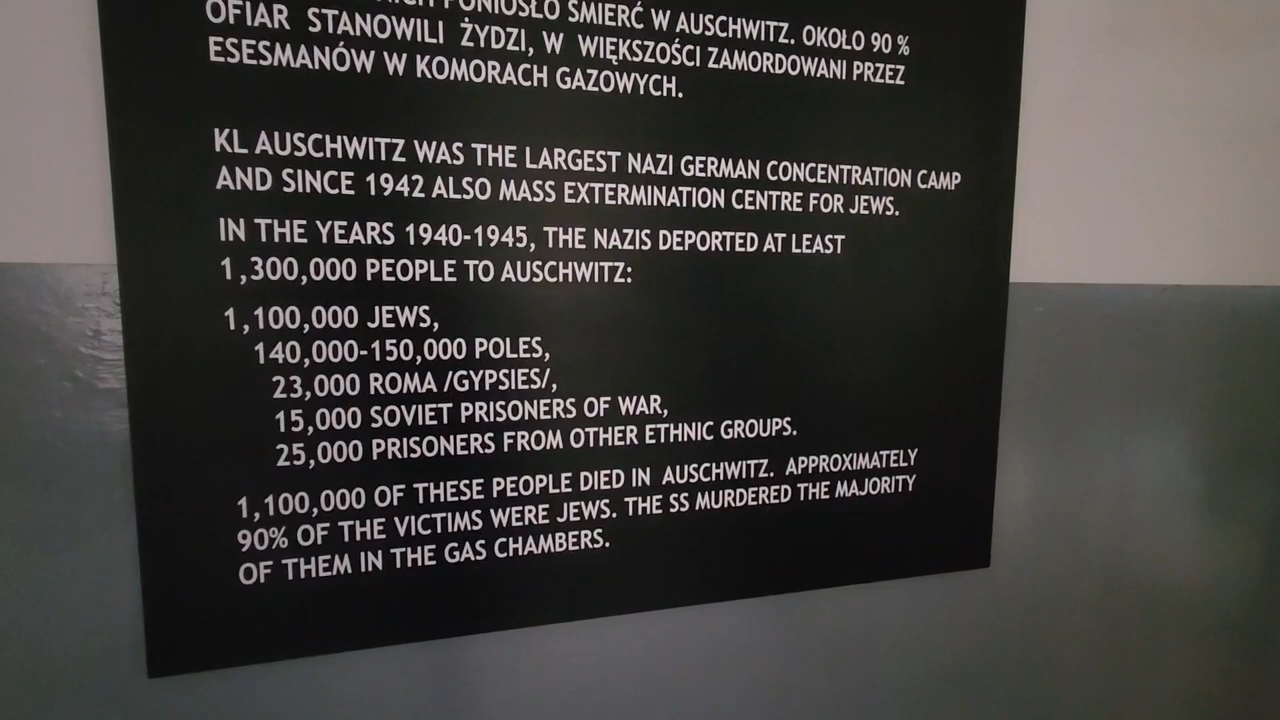 PONIOSŁO ŚMIERĆ W AUSCHWITZ. OKOŁO 90 %
OFIAR STANOWILI ŻYDZI, W WIĘKSZOŚCI ZAMORDOWANI PRZEZ
ESESMANÓW W KOMORACH GAZOWYCH.
KL AUSCHWITZ WAS THE LARGEST NAZI GERMAN CONCENTRATION CAMP
AND SINCE 1942 ALSO MASS EXTERMINATION CENTRE FOR JEWS.
IN THE YEARS 1940-1945, THE NAZIS DEPORTED AT LEAST
1,300,000 PEOPLE TO AUSCHWITZ:
1,100,000 JEWS,
140,000-150,000 POLES,
23,000 ROMA /GYPSIES/,
15,000 SOVIET PRISONERS OF WAR,
25,000 PRISONERS FROM OTHER ETHNIC GROUPS.
1,100,000 OF THESE PEOPLE DIED IN AUSCHWITZ. APPROXIMATELY
90% OF THE VICTIMS WERE JEWS. THE SS MURDERED THE MAJORITY
OF THEM IN THE GAS CHAMBERS.